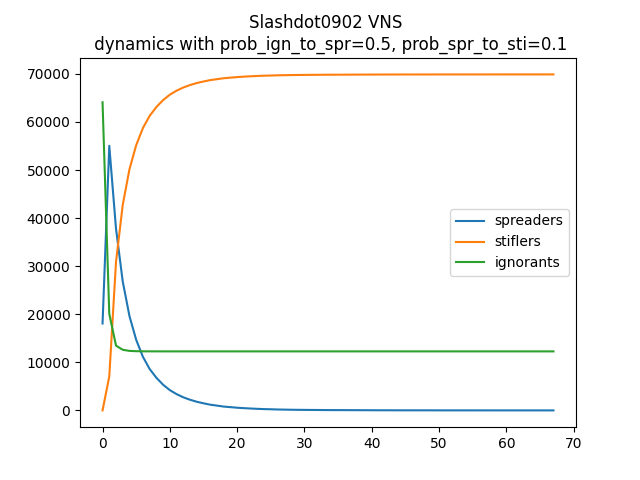 Slashdot0902 VNS
dynamics with prob_ign_to_spr=0.5, prob_spr_to_sti=0.1
70000
60000
50000
40000
30000
20000
10000
0
spreaders
stiflers
ignorants
0 10 20 30 40 50 60 70